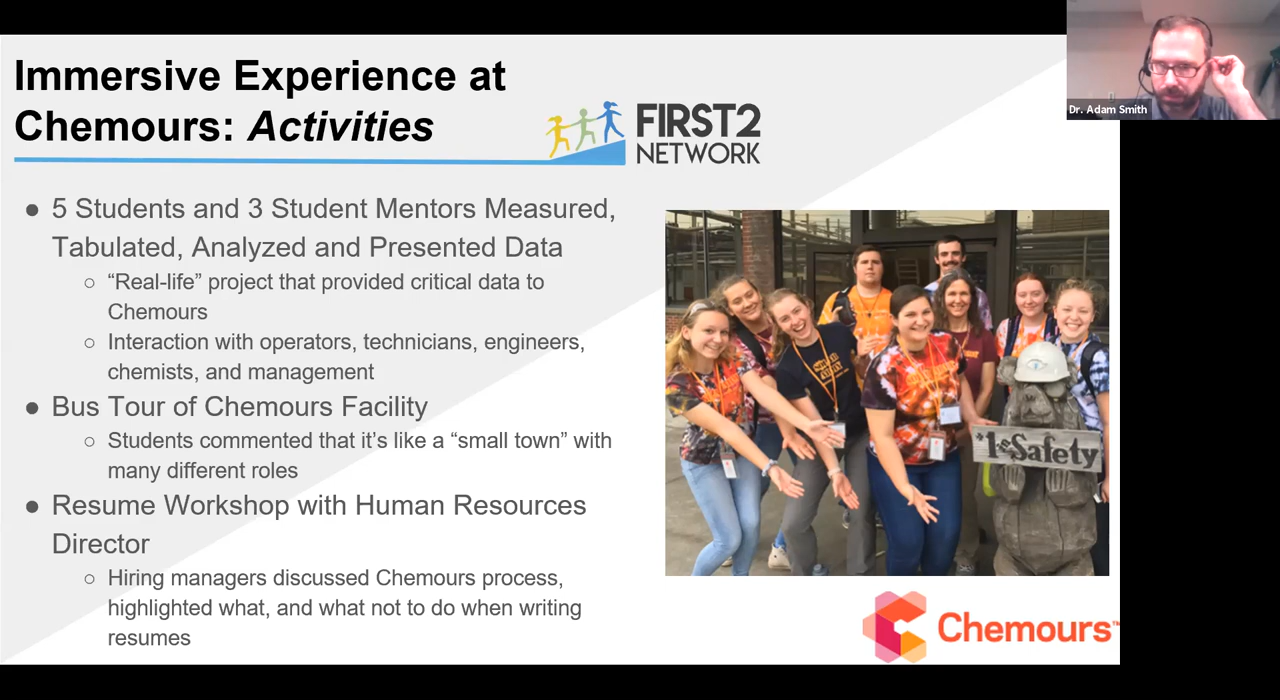 Immersive Experience at
Chemours: Activities
FIRST2
NETWORK
Dr. Adam Smith
● 5 Students and 3 Student Mentors Measured,
Tabulated, Analyzed and Presented Data
○ “Real-life” project that provided critical data to
Chemours
○ Interaction with operators, technicians, engineers,
chemists, and management
● Bus Tour of Chemours Facility
○ Students commented that it’s like a “small town” with
many different roles
● Resume Workshop with Human Resources
Director
○ Hiring managers discussed Chemours process,
highlighted what, and what not to do when writing
resumes
#1 Safety
Chemours™